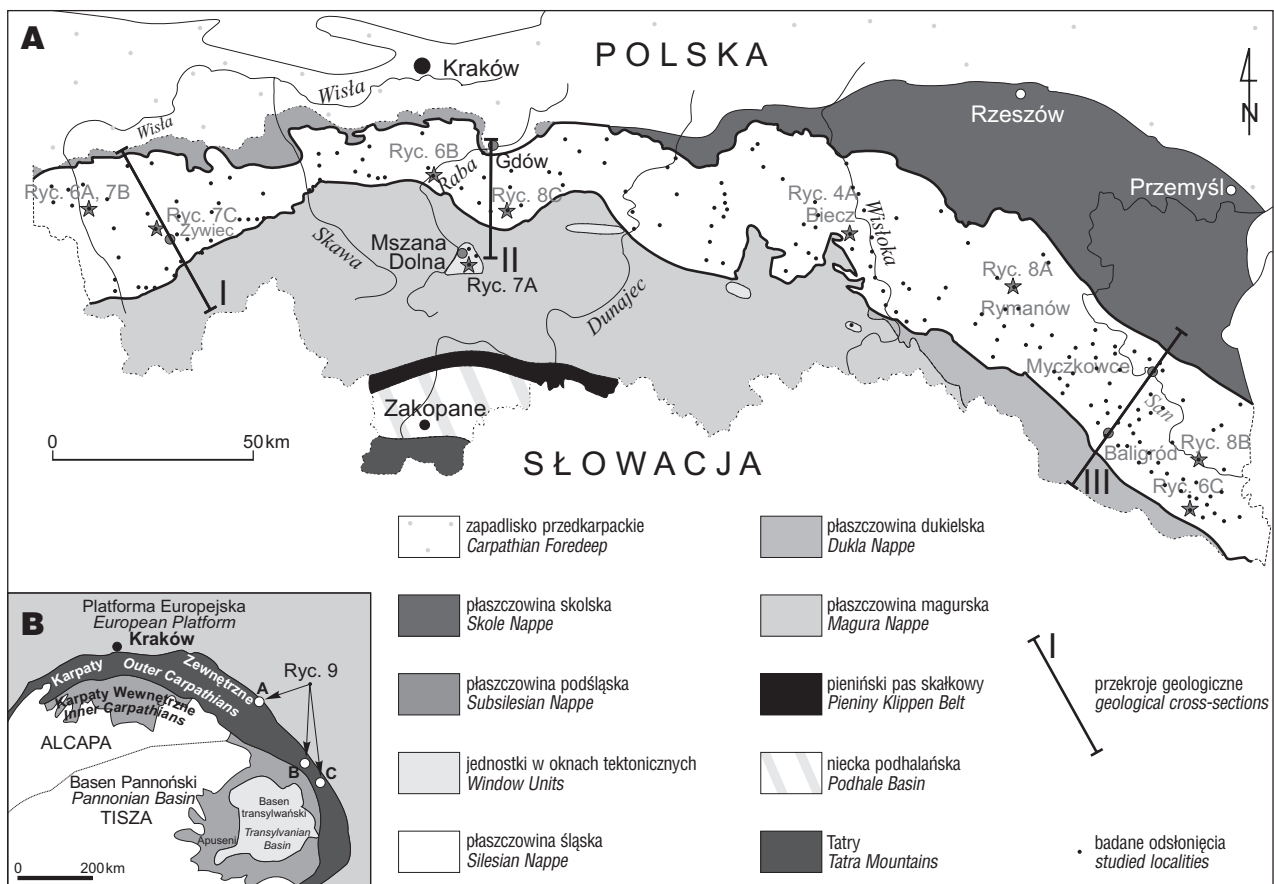 A
POLSKA
N
Kraków
Wisła
Wisła
Rzeszów
Przemyśl
Ryc. 6B
Gdów
Raba
Ryc. 6A, 7B
Ryc. 7C
Żywiec
Ryc. 8C
Ryc. 4A
Biecz
Wisłoka
Skawa
Mszana
Dolna
II
Ryc. 7A
I
Dunajec
Ryc. 8A
Rymanów
Myczkowce
San
Zakopane
Baligród
Ryc. 8B
III
Ryc. 6C
0 50 km
SŁOWACJA
zapadlisko przedkarpackie
Carpathian Foredeep
płaszczowina skolska
Skole Nappe
płaszczowina podśląska
Subsilesian Nappe
jednostki w oknach tektonicznych
Window Units
płaszczowina śląska
Silesian Nappe
płaszczowina dukielska
Dukla Nappe
płaszczowina magurska
Magura Nappe
pieniński pas skałkowy
Pieniny Klippen Belt
niecka podhalańska
Podhale Basin
Tatry
Tatra Mountains
I
przekroje geologiczne
geological cross-sections
badane odsłonięcia
studied localities
B
Platforma Europejska
European Platform
Kraków
Karpaty Zewnętrzne
Outer Carpathians
Ryc. 9
A
Karpaty Wewnętrzne
Inner Carpathians
ALCAPA
B
C
Basen Pannoński
Pannonian Basin
TISZA
Basen
transylwański
Transylvanian
Basin
Apuseni
0 200 km